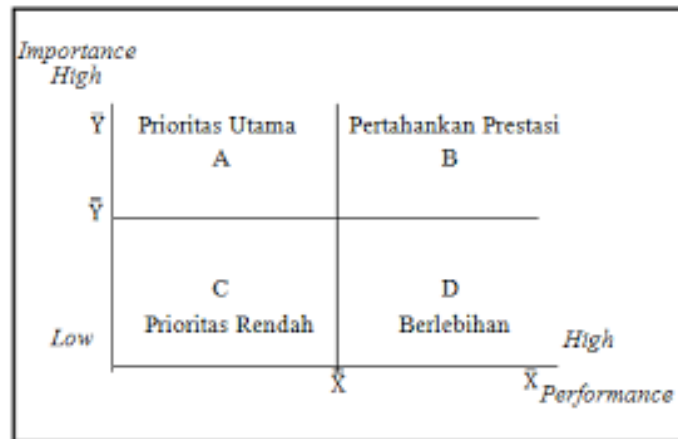 Importance
High
Ȳ Prioritas Utama Pertahankan Prestasi
A B
Ȳ
C D
Prioritas Rendah Berlebihan
Low
High
X̄ X̄
Performance